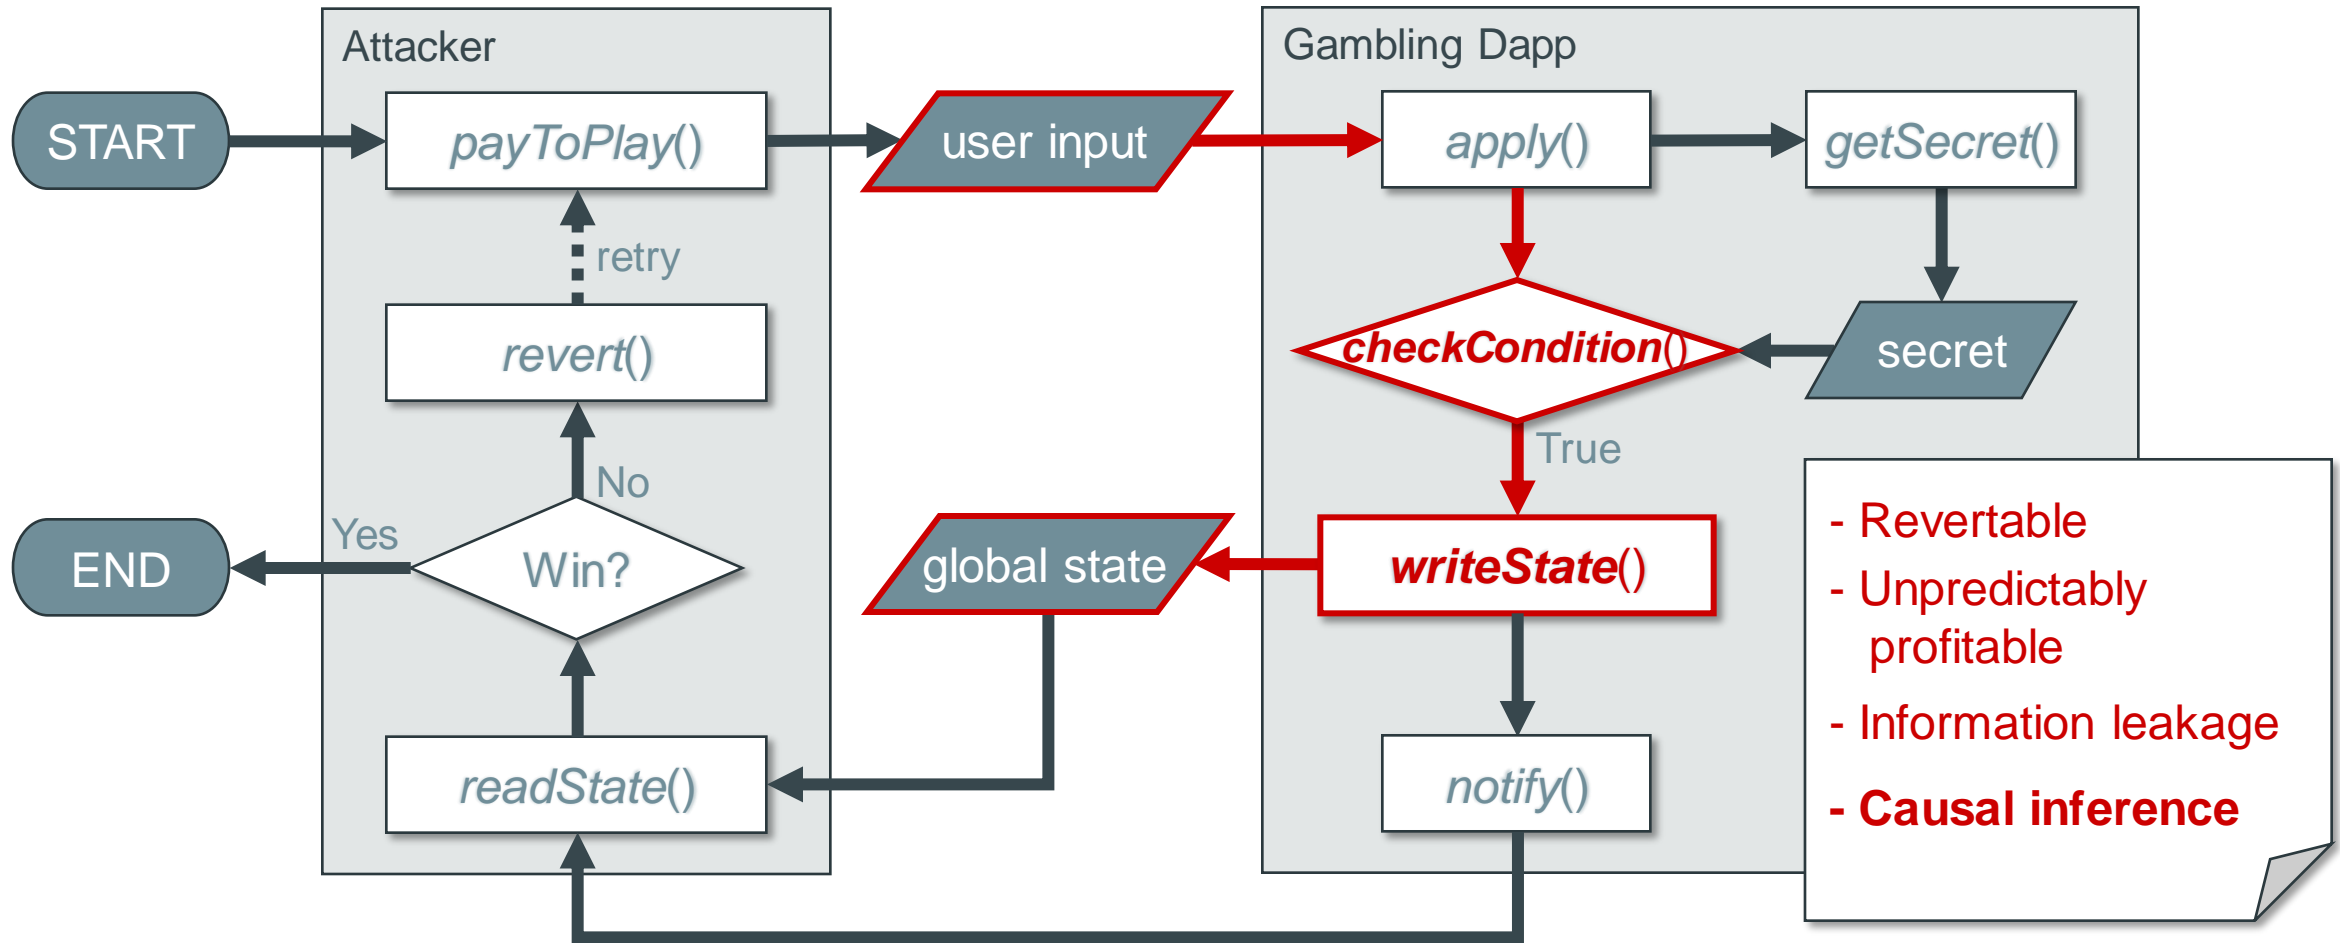 Attacker
Gambling Dapp
START
payToPlay()
user input
apply()
getSecret()
retry
revert()
checkCondition()
secret
True
No
Yes
END
Win?
global state
writeState()
readState()
notify()
- Revertable
- Unpredictably
profitable
- Information leakage
- Causal inference